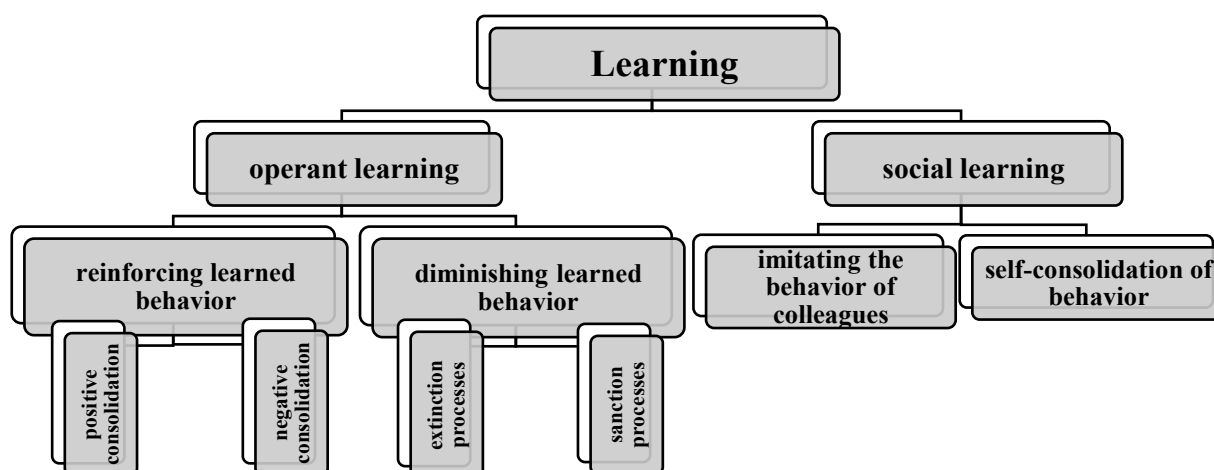 Learning
operant learning
social learning
reinforcing learned
behavior
diminishing learned
behavior
imitating the
behavior of
colleagues
self-consolidation of
behavior
positive
consolidation
negative
consolidation
extinction
processes
sanction
processes